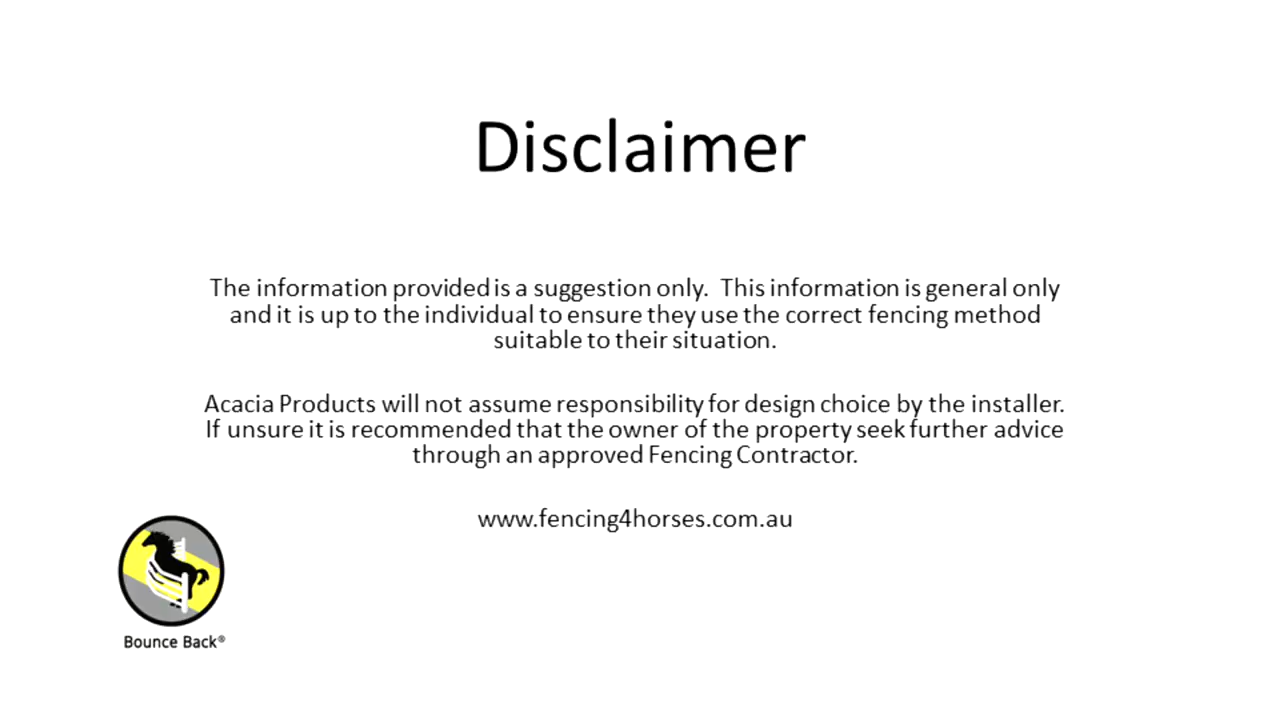 Disclaimer
The information provided is a suggestion only.  This information is general only
and it is up to the individual to ensure they use the correct fencing method
suitable to their situation.
Acacia Products will not assume responsibility for design choice by the installer.
If unsure it is recommended that the owner of the property seek further advice
through an approved Fencing Contractor.
www.fencing4horses.com.au
Bounce Back®